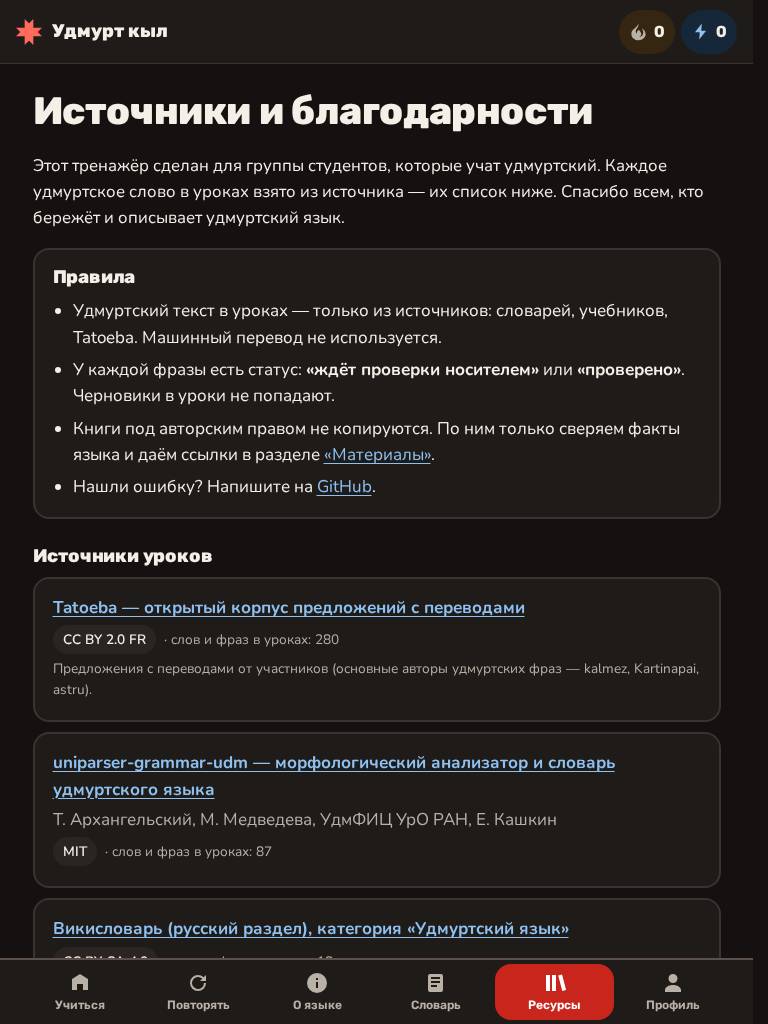 Удмурт кыл
0
0
Источники и благодарности
Этот тренажёр сделан для группы студентов, которые учат удмуртский. Каждое
удмуртское слово в уроках взято из источника — их список ниже. Спасибо всем, кто
бережёт и описывает удмуртский язык.
Правила
• Удмуртский текст в уроках — только из источников: словарей, учебников,
Tatoeba. Машинный перевод не используется.
• У каждой фразы есть статус: «ждёт проверки носителем» или «проверено».
Черновики в уроки не попадают.
• Книги под авторским правом не копируются. По ним только сверяем факты
языка и даём ссылки в разделе «Материалы».
• Нашли ошибку? Напишите на GitHub.
Источники уроков
Tatoeba — открытый корпус предложений с переводами
CC BY 2.0 FR · слов и фраз в уроках: 280
Предложения с переводами от участников (основные авторы удмуртских фраз — kalmez, Kartinapai,
astru).
uniparser-grammar-udm — морфологический анализатор и словарь
удмуртского языка
Т. Архангельский, М. Медведева, УдмФИЦ УрО РАН, Е. Кашкин
MIT · слов и фраз в уроках: 87
Викисловарь (русский раздел), категория «Удмуртский язык»
Учиться
Повторять
О языке
Словарь
Ресурсы
Профиль